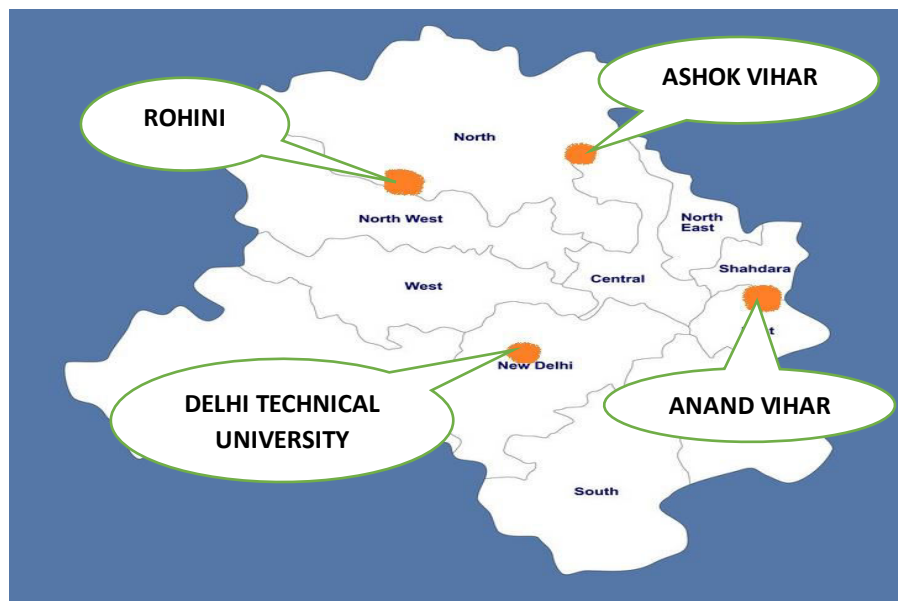 ASHOK VIHAR
ROHINI
North
North West
North
East
Shahdara
Central
West
New Delhi
DELHI TECHNICAL
UNIVERSITY
ANAND VIHAR
South